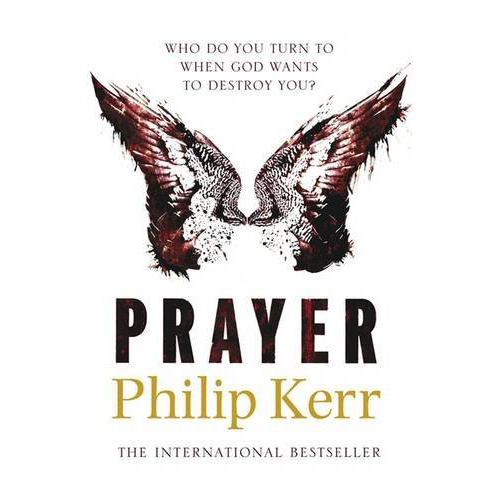 WHO DO YOU TURN TO
WHEN GOD WANTS
TO DESTROY YOU?
PRAYER
Philip Kerr
THE INTERNATIONAL BESTSELLER